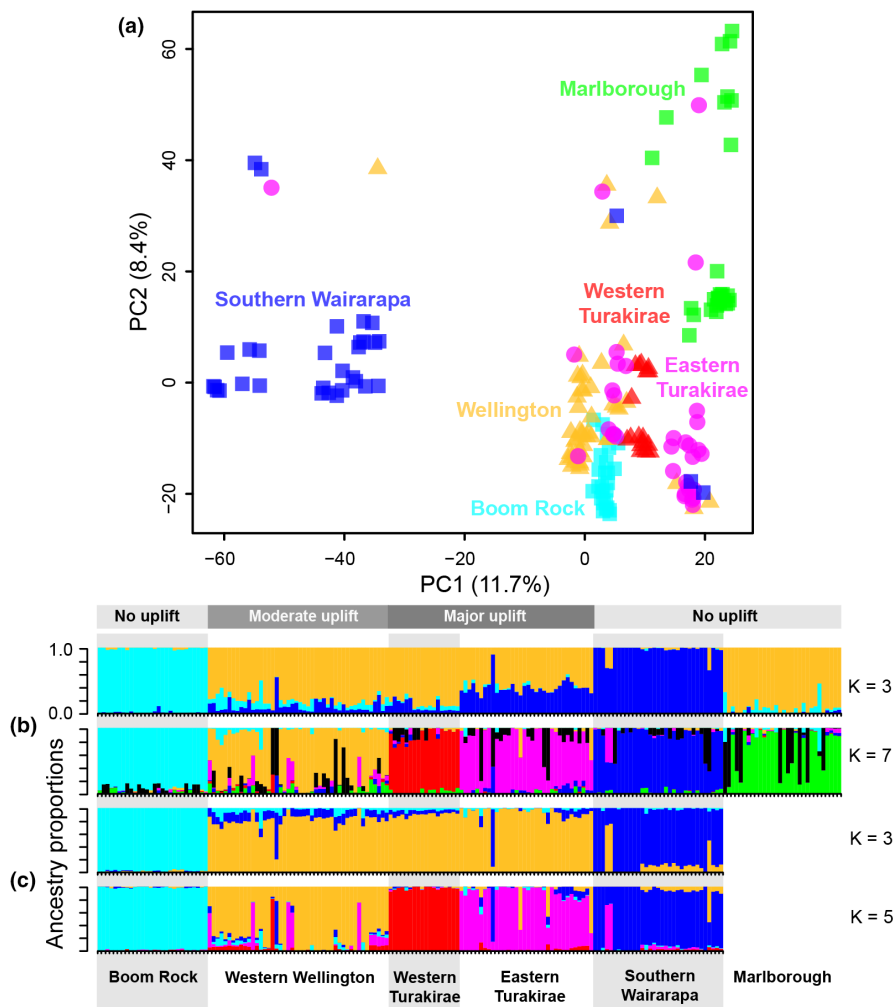 (a)
60
40
20
0
−20
PC2 (8.4%)
Marlborough
Southern Wairarapa
Western
Turakirae
Eastern
Turakirae
Wellington
Boom Rock
−60
−40
−20
0
20
PC1 (11.7%)
No uplift
Moderate uplift
Major uplift
No uplift
1.0
0.0
K = 3
(b)
K = 7
K = 3
(c)
K = 5
Ancestry proportions
Boom Rock
Western Wellington
Western
Turakirae
Eastern
Turakirae
Southern
Wairarapa
Marlborough